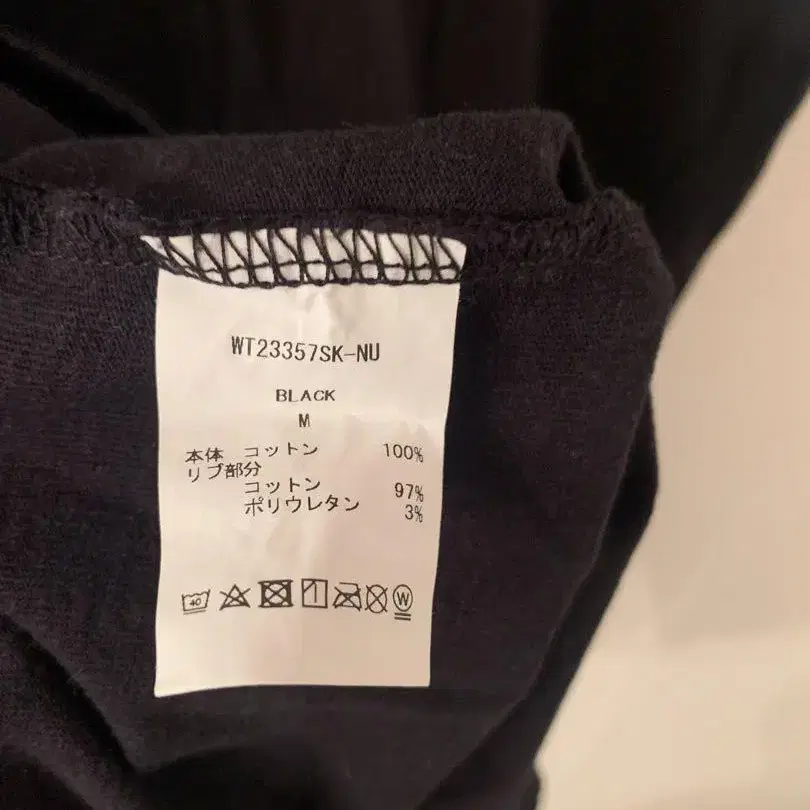 WT23357SK-NU
BLACK
M
本体 コットン 100%
リブ部分
コットン 97%
ポリウレタン 3%
40 W